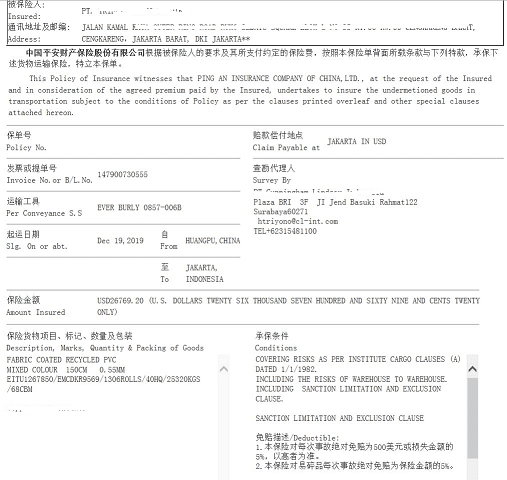 被保险人:
Insured:
PT.
通讯地址及邮编:
Address:
JALAN KAMAL
CENGKARENG, JAKARTA BARAT, DKI JAKARTA**
中国平安财产保险股份有限公司根据被保险人的要求及其所支付约定的保险费，按照本保险单背面所载条款与下列特款，承保下
述货物运输保险，特立本保单。
This Policy of Insurance witnesses that PING AN INSURANCE COMPANY OF CHINA,LTD., at the request of the Insured
and in consideration of the agreed premium paid by the Insured, undertakes to insure the undermetioned goods in
transportation subject to the conditions of Policy as per the clauses printed overleaf and other special clauses
attached hereon.
保单号
Policy No.
赔款偿付地点
Claim Payable at
JAKARTA IN USD
发票或提单号
Invoice No.or B/L.No.
147900730555
查勘代理人
Survey By
运输工具
Per Conveyance S.S
EVER BURLY 0857-006B
Plaza BRI 3F JI Jend Basuki Rahmat122
Surabaya60271
htriyono@cl-int.com
TEL+62315481100
起运日期
Slg. On or abt.
Dec 19,2019
自
From
HUANGPU,CHINA
至
To
JAKARTA,
INDONESIA
保险金额
Amount Insured
USD26769.20 (U.S. DOLLARS TWENTY SIX THOUSAND SEVEN HUNDRED AND SIXTY NINE AND CENTS TWENTY
ONLY)
保险货物项目、标记、数量及包装
Description, Marks, Quantity & Packing of Goods
FABRIC COATED RECYCLED PVC
MIXED COLOUR 150CM 0.55MM
EITU1267850/EMCDKR9569/1306ROLLS/40HQ/25320KGS
/68CBM
承保条件
Conditions
COVERING RISKS AS PER INSTITUTE CARGO CLAUSES (A)
DATED 1/1/1982.
INCLUDING THE RISKS OF WAREHOUSE TO WAREHOUSE.
INCLUDING SANCTION LIMITATION AND EXCLUSION
CLAUSE.
SANCTION LIMITATION AND EXCLUSION CLAUSE
免赔描述/Deductible:
1.本保险对每次事故绝对免赔为500美元或损失金额的
5%，以高者为准。
2.本保险对易碎品每次事故绝对免赔为保险金额的5%。